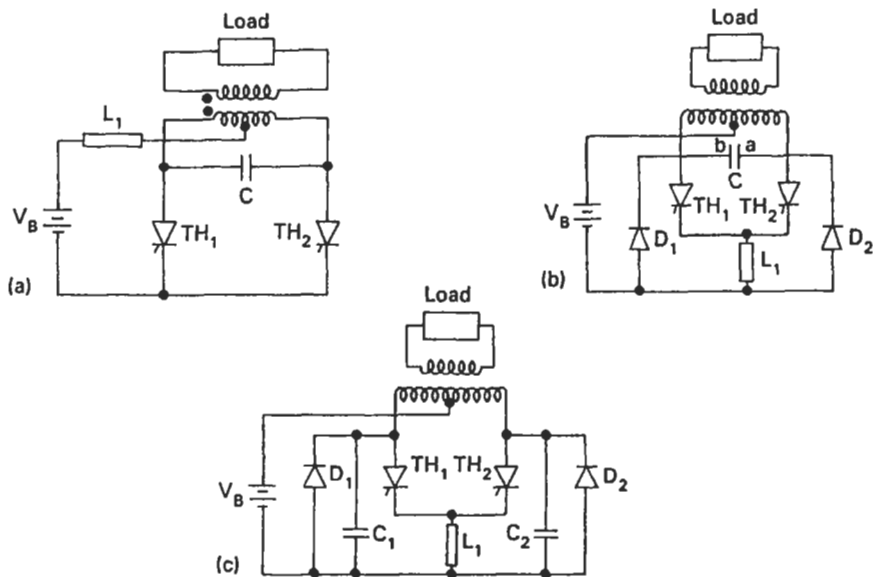 Load
L1
C
VB
TH1
TH2
(a)
Load
b a
C
TH1
TH2
VB
D1
L1
D2
(b)
Load
VB
D1
TH1
TH2
D2
C1
L1
C2
(c)